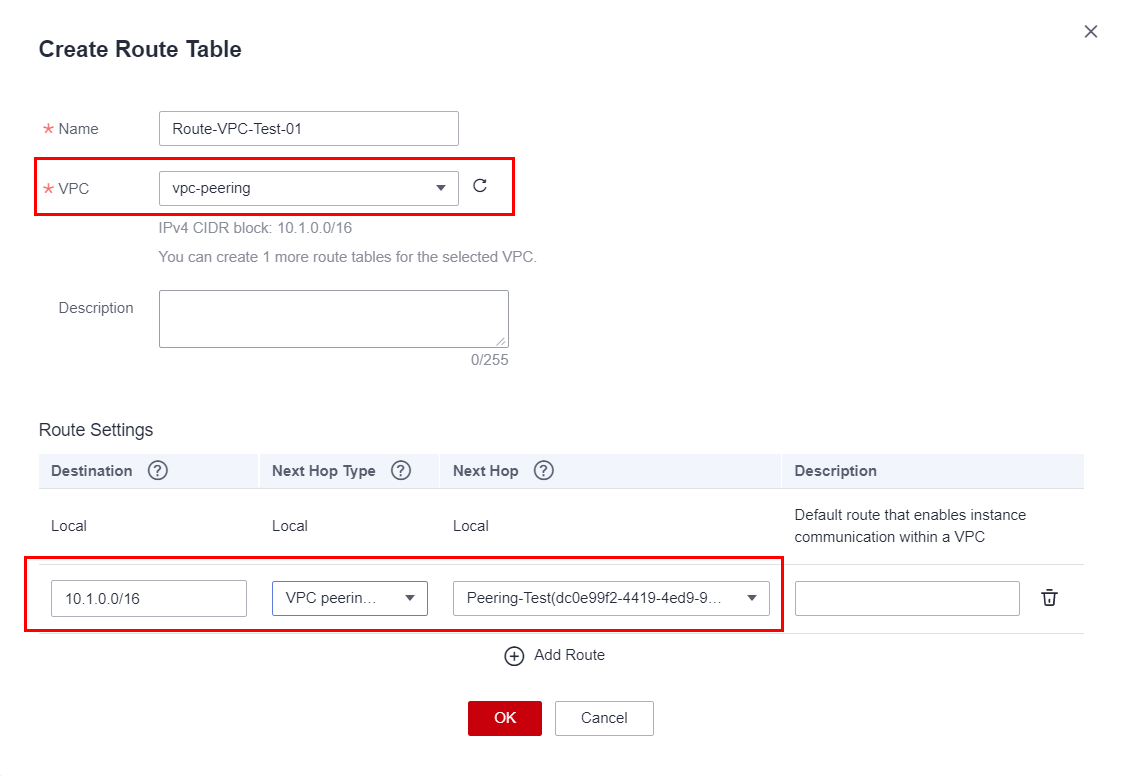 Create Route Table
* Name
Route-VPC-Test-01
* VPC
vpc-peering
IPv4 CIDR block: 10.1.0.0/16
You can create 1 more route tables for the selected VPC.
Description
0/255
Route Settings
Destination ? Next Hop Type ? Next Hop ? Description
Local Local Local Default route that enables instance
communication within a VPC
10.1.0.0/16 VPC peerin... Peering-Test(dc0e99f2-4419-4ed9-9...
Add Route
OK Cancel